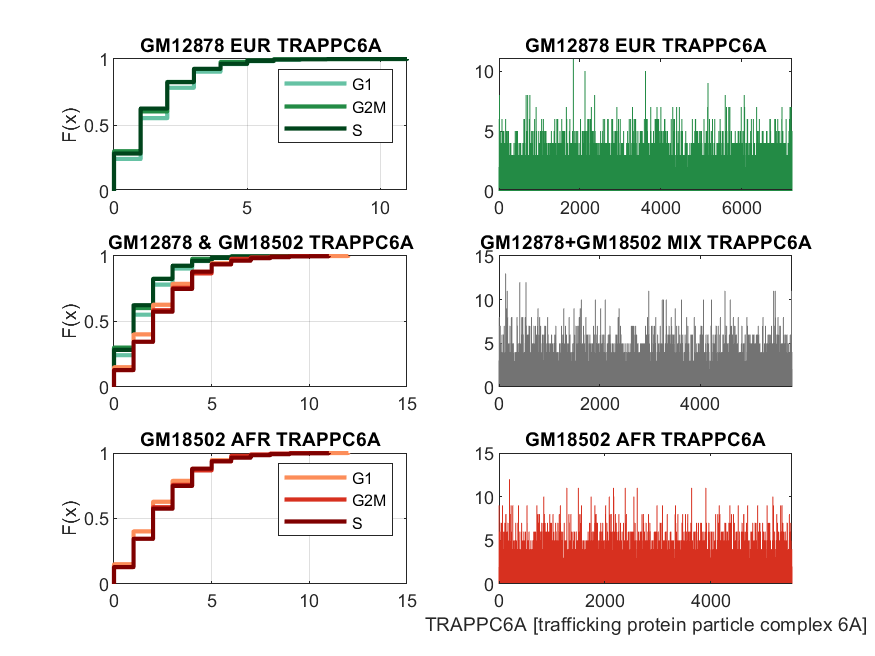 GM12878 EUR TRAPPC6A
GM12878 EUR TRAPPC6A
F(x)
1
0.5
0
0 5 10
G1
G2M
S
10
5
0
0 2000 4000 6000
GM12878 & GM18502 TRAPPC6A
GM12878+GM18502 MIX TRAPPC6A
F(x)
1
0.5
0
0 5 10 15
15
10
5
0
0 2000 4000
GM18502 AFR TRAPPC6A
GM18502 AFR TRAPPC6A
F(x)
1
0.5
0
0 5 10 15
G1
G2M
S
15
10
5
0
0 2000 4000
TRAPPC6A [trafficking protein particle complex 6A]